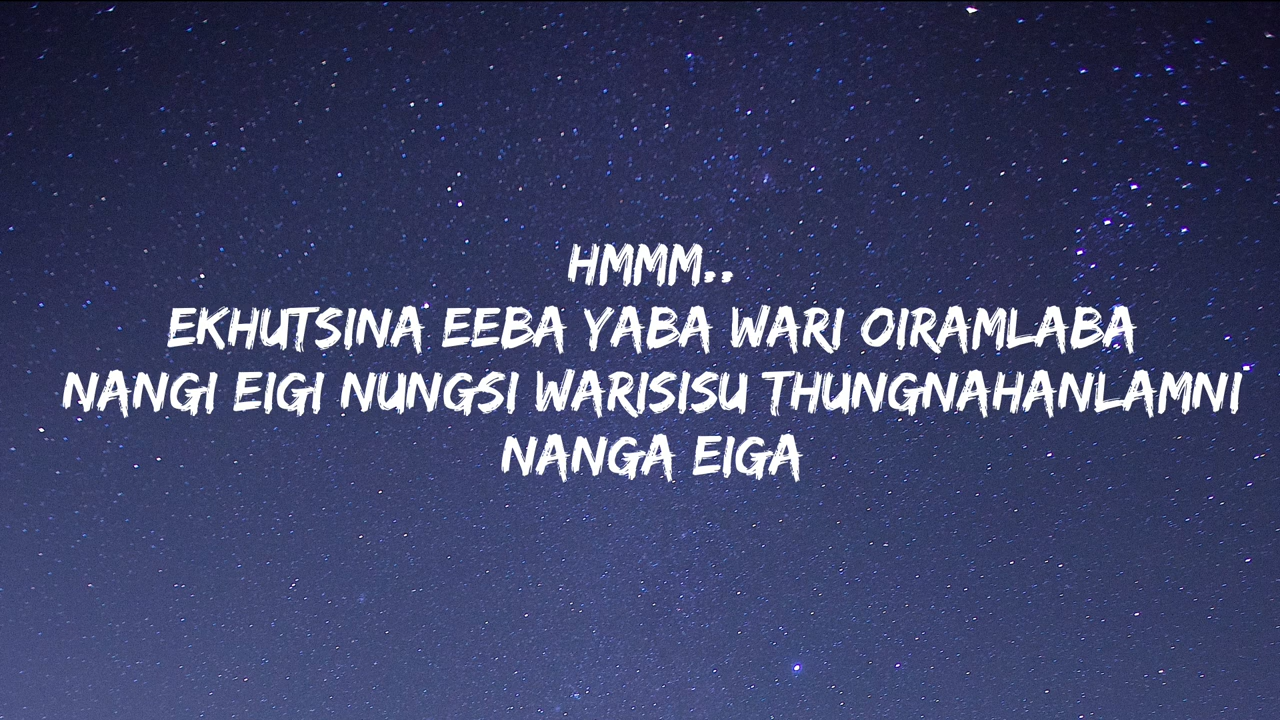 HMMM..
EKHUTSINA EEBA YABA WARI OIRAMLABA
NANGI EIGI NUNGSI WARISISU THUNGNAHANLAMNI
NANGA EIGA